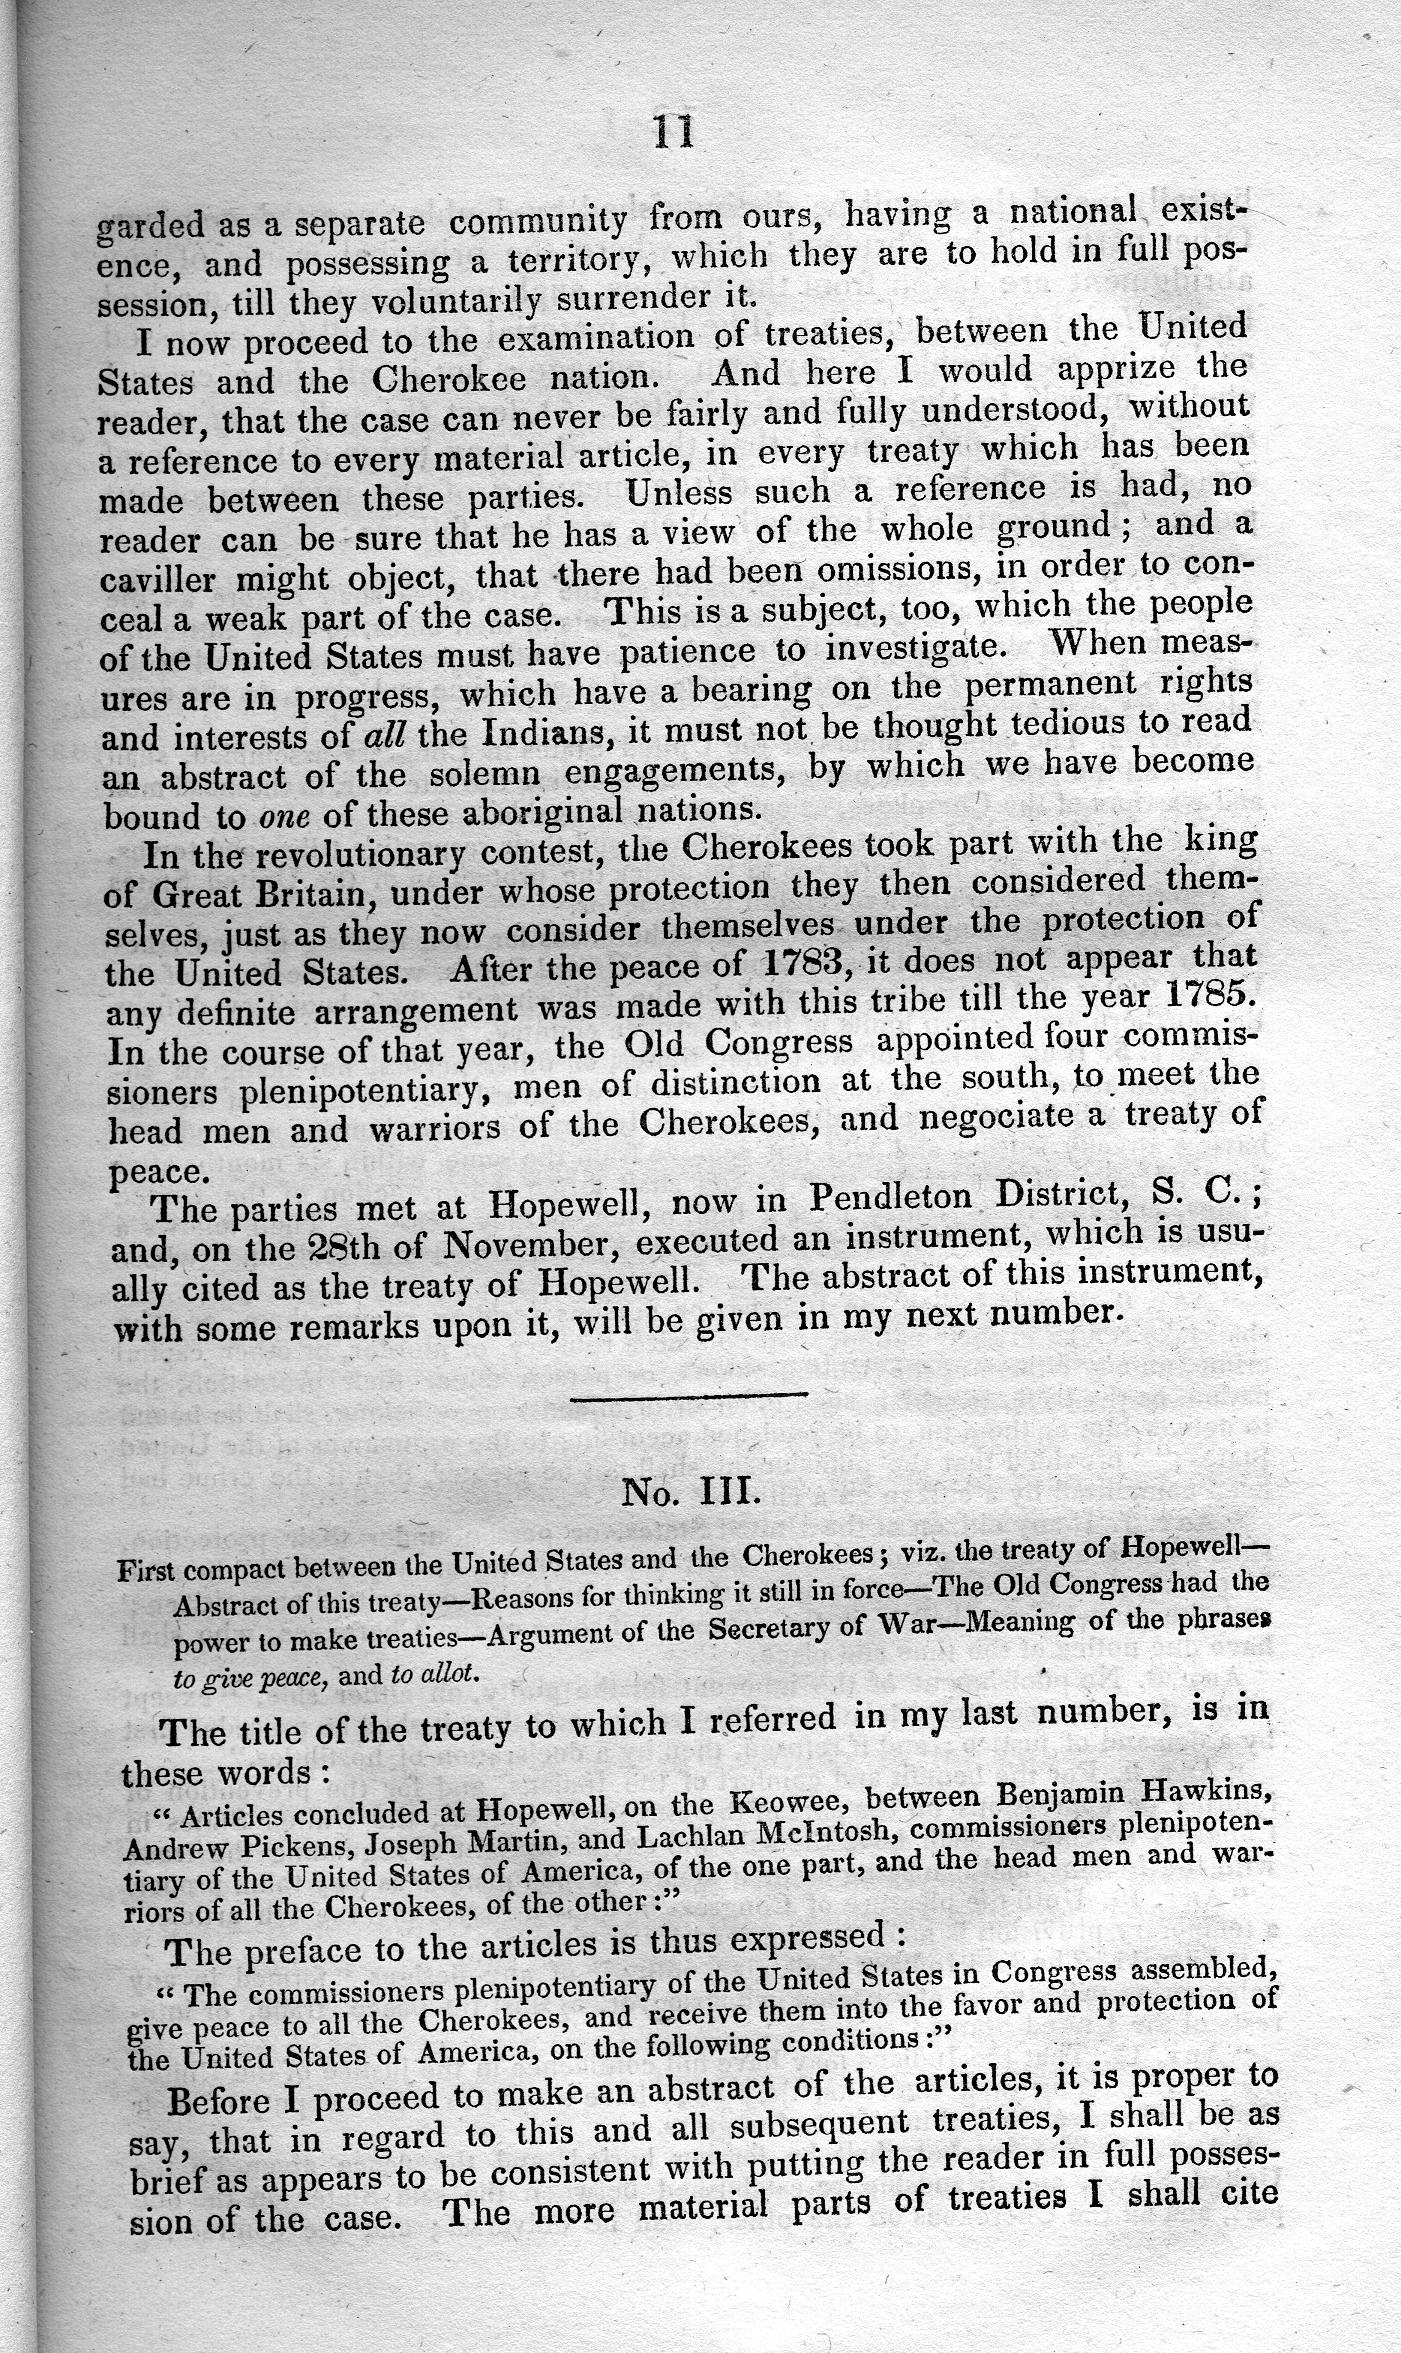 11
garded as a separate community from ours, having a national exist-
ence, and possessing a territory, which they are to hold in full pos-
session, till they voluntarily surrender it.
I now proceed to the examination of treaties, between the United
States and the Cherokee nation. And here I would apprize the
reader, that the case can never be fairly and fully understood, without
a reference to every material article, in every treaty which has been
made between these parties. Unless such a reference is had, no
reader can be sure that he has a view of the whole ground ; and a
caviller might object, that there had been omissions, in order to con-
ceal a weak part of the case. This is a subject, too, which the people
of the United States must have patience to investigate. When meas-
ures are in progress, which have a bearing on the permanent rights
and interests of all the Indians, it must not be thought tedious to read
an abstract of the solemn engagements, by which we have become
bound to one of these aboriginal nations.
In the revolutionary contest, the Cherokees took part with the king
of Great Britain, under whose protection they then considered them-
selves, just as they now consider themselves under the protection of
the United States. After the peace of 1783, it does not appear that
any definite arrangement was made with this tribe till the year 1785.
In the course of that year, the Old Congress appointed four commis-
sioners plenipotentiary, men of distinction at the south, to meet the
head men and warriors of the Cherokees, and negociate a treaty of
peace.
The parties met at Hopewell, now in Pendleton District, S. C. ;
and, on the 28th of November, executed an instrument, which is usu-
ally cited as the treaty of Hopewell. The abstract of this instrument,
with some remarks upon it, will be given in my next number.
No. III.
First compact between the United States and the Cherokees ; viz. the treaty of Hopewell—
Abstract of this treaty—Reasons for thinking it still in force—The Old Congress had the
power to make treaties—Argument of the Secretary of War—Meaning of the phrases
to give peace, and to allot.
The title of the treaty to which I referred in my last number, is in
these words :
“ Articles concluded at Hopewell, on the Keowee, between Benjamin Hawkins,
Andrew Pickens, Joseph Martin, and Lachlan McIntosh, commissioners plenipoten-
tiary of the United States of America, of the one part, and the head men and war-
riors of all the Cherokees, of the other :”
The preface to the articles is thus expressed :
“ The commissioners plenipotentiary of the United States in Congress assembled,
give peace to all the Cherokees, and receive them into the favor and protection of
the United States of America, on the following conditions :”
Before I proceed to make an abstract of the articles, it is proper to
say, that in regard to this and all subsequent treaties, I shall be as
brief as appears to be consistent with putting the reader in full posses-
sion of the case. The more material parts of treaties I shall cite